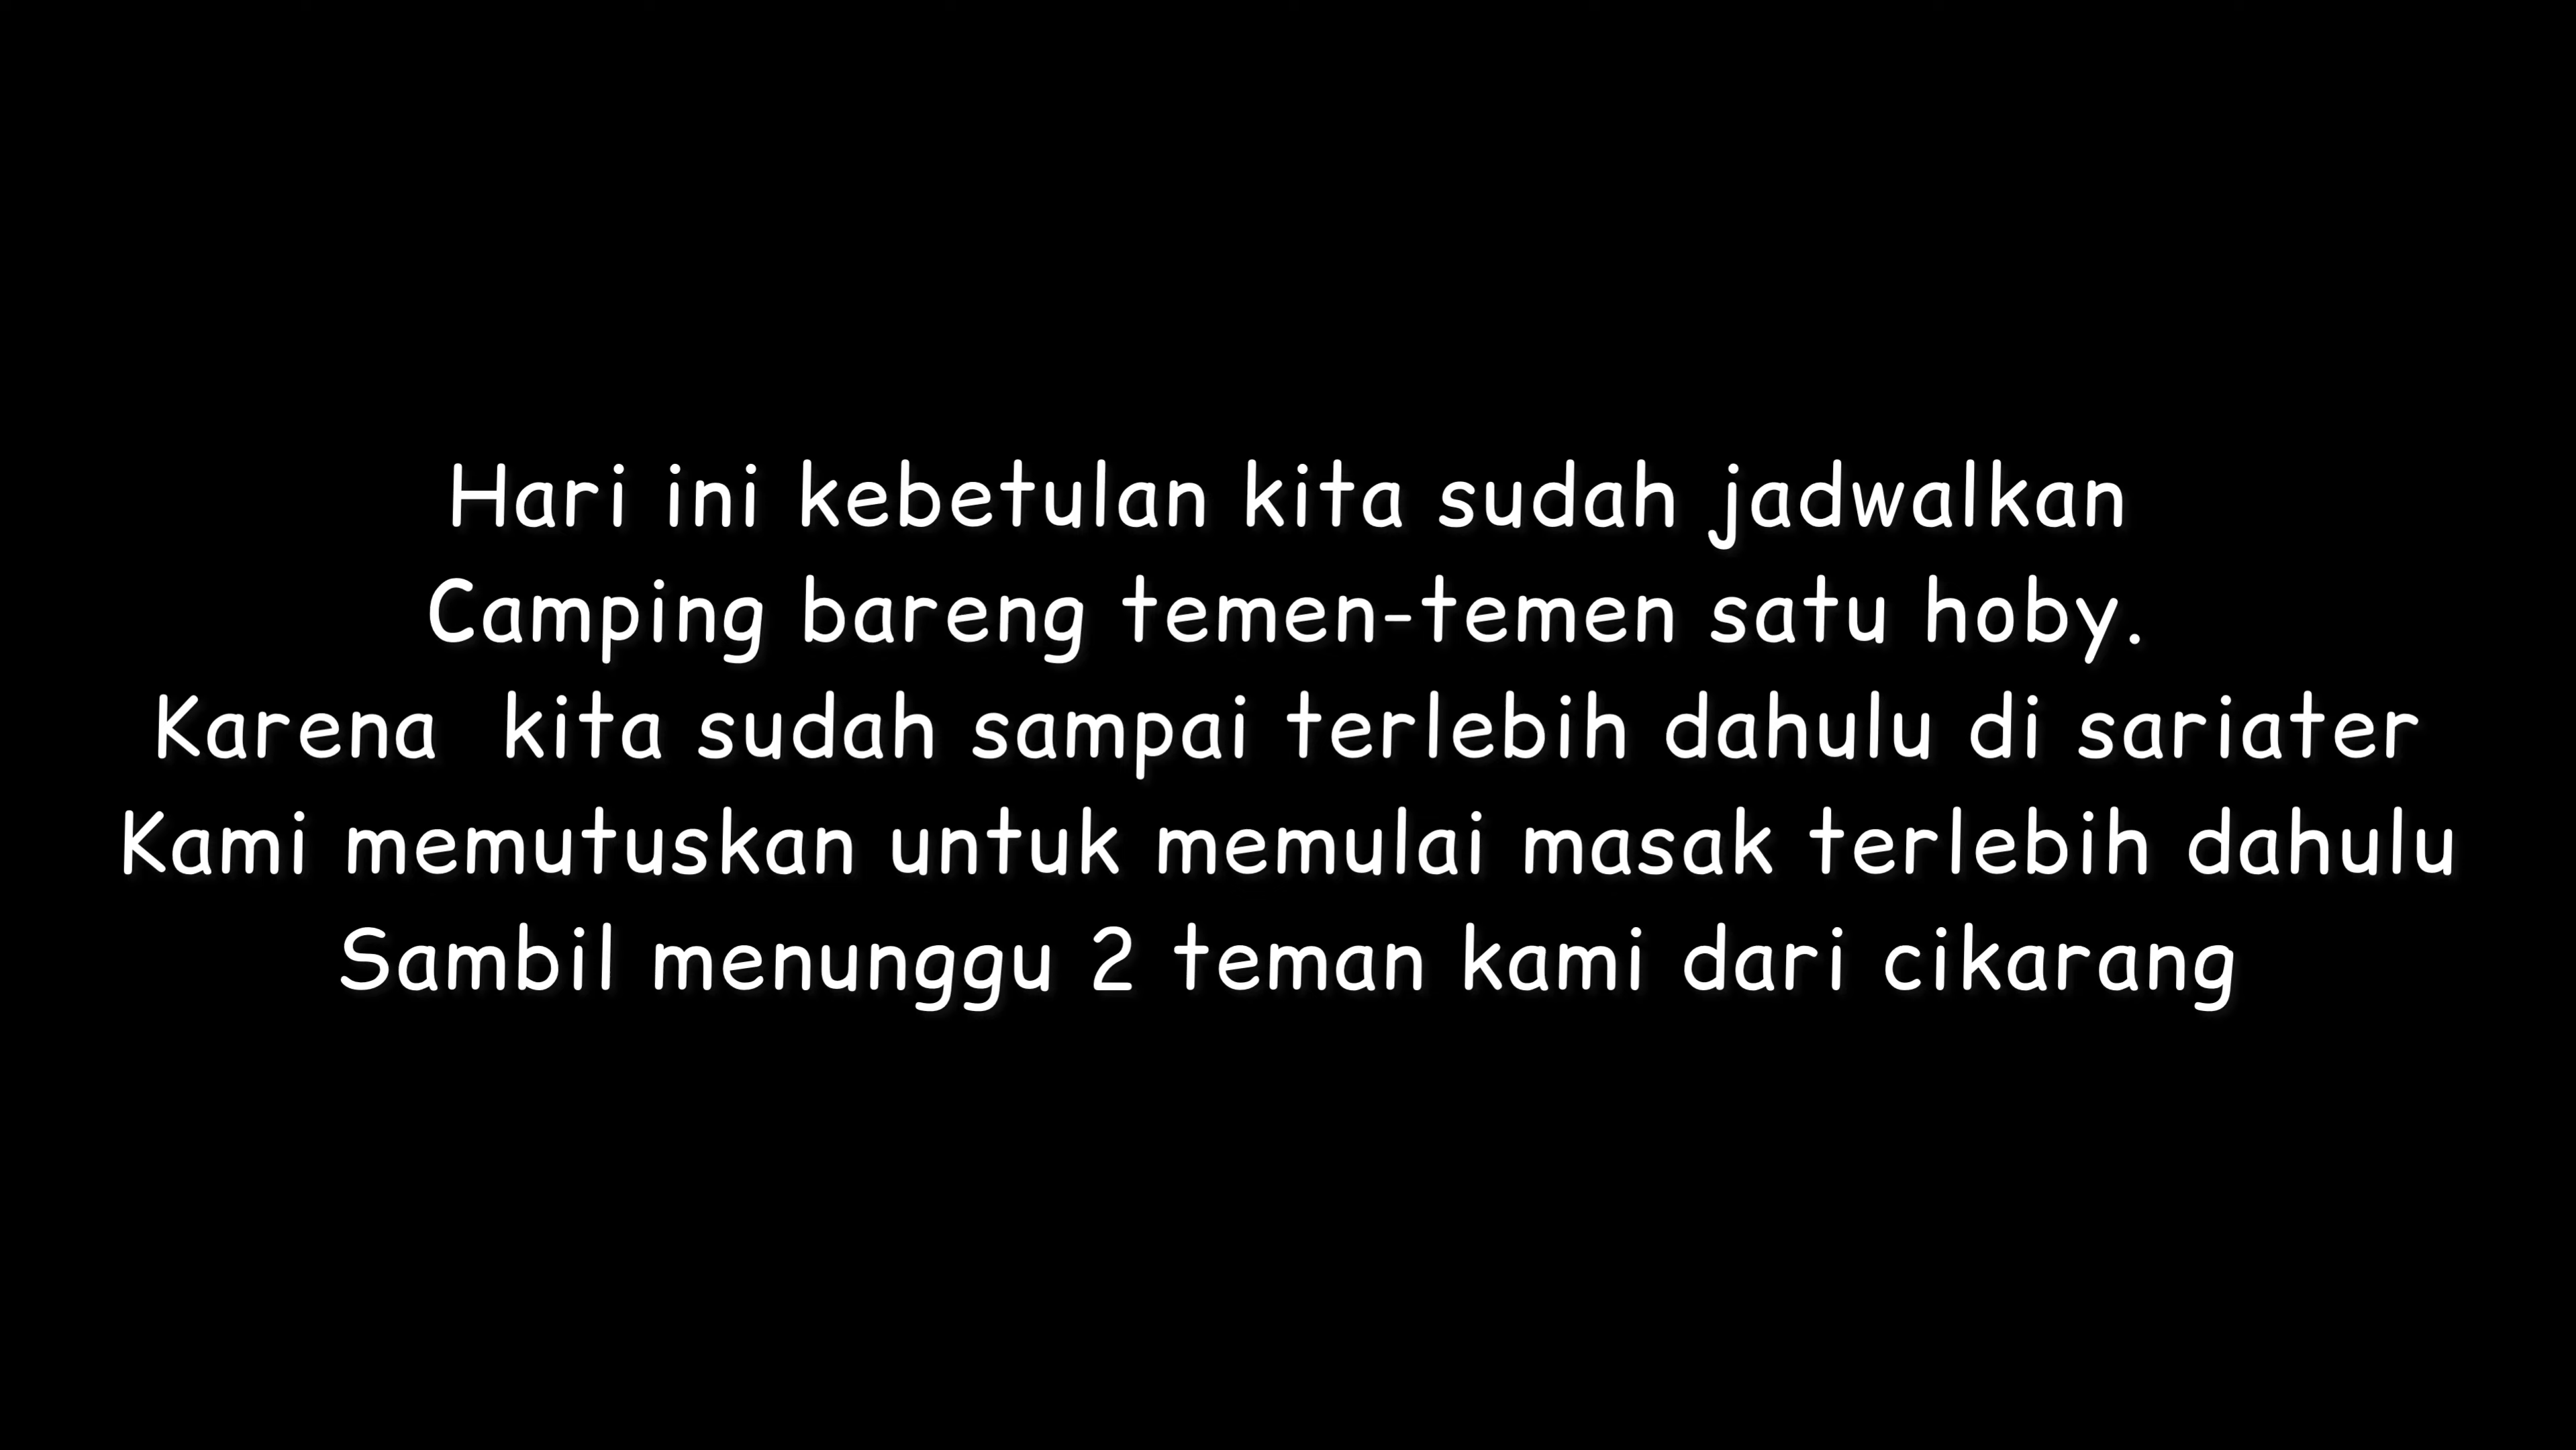 Hari ini kebetulan kita sudah jadwalkan
Camping bareng temen-temen satu hoby.
Karena  kita sudah sampai terlebih dahulu di sariater
Kami memutuskan untuk memulai masak terlebih dahulu
Sambil menunggu 2 teman kami dari cikarang